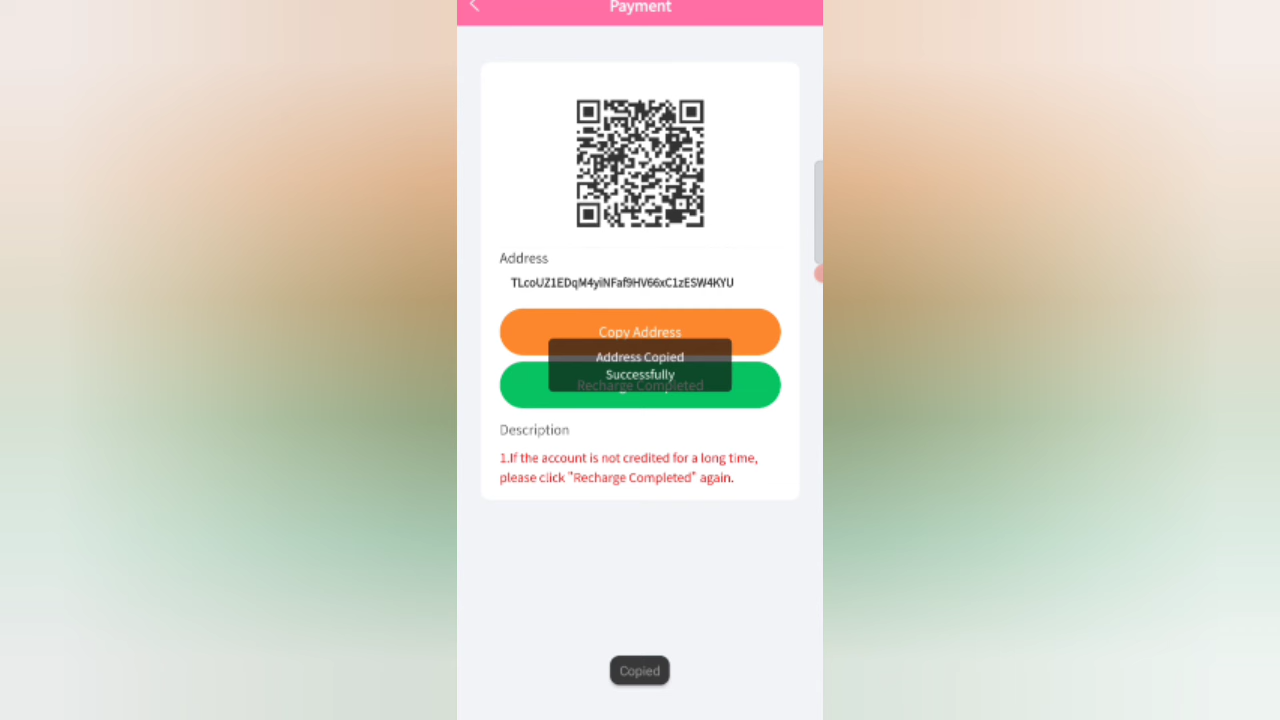 Payment
Address
TLcoUZ1EDqM4yiNFaf9HV66xC1zESW4KYU
Copy Address
Address Copied
Successfully
Recharge Completed
Description
1.If the account is not credited for a long time,
please click "Recharge Completed" again.
Copied